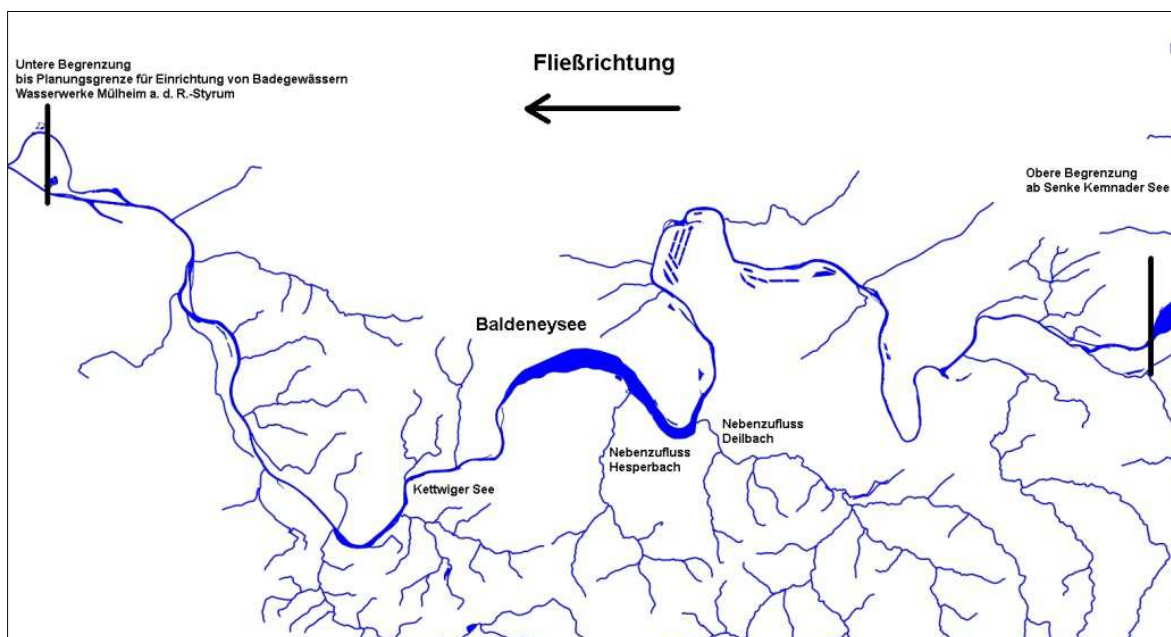 Untere Begrenzung
bis Planungsgrenze für Einrichtung von Badegewässern
Wasserwerke Mülheim a. d. R.-Styrum
Fließrichtung
Obere Begrenzung
ab Senke Kemnader See
Baldeneysee
Nebenzufluss
Deilbach
Nebenzufluss
Hesperbach
Kettwiger See